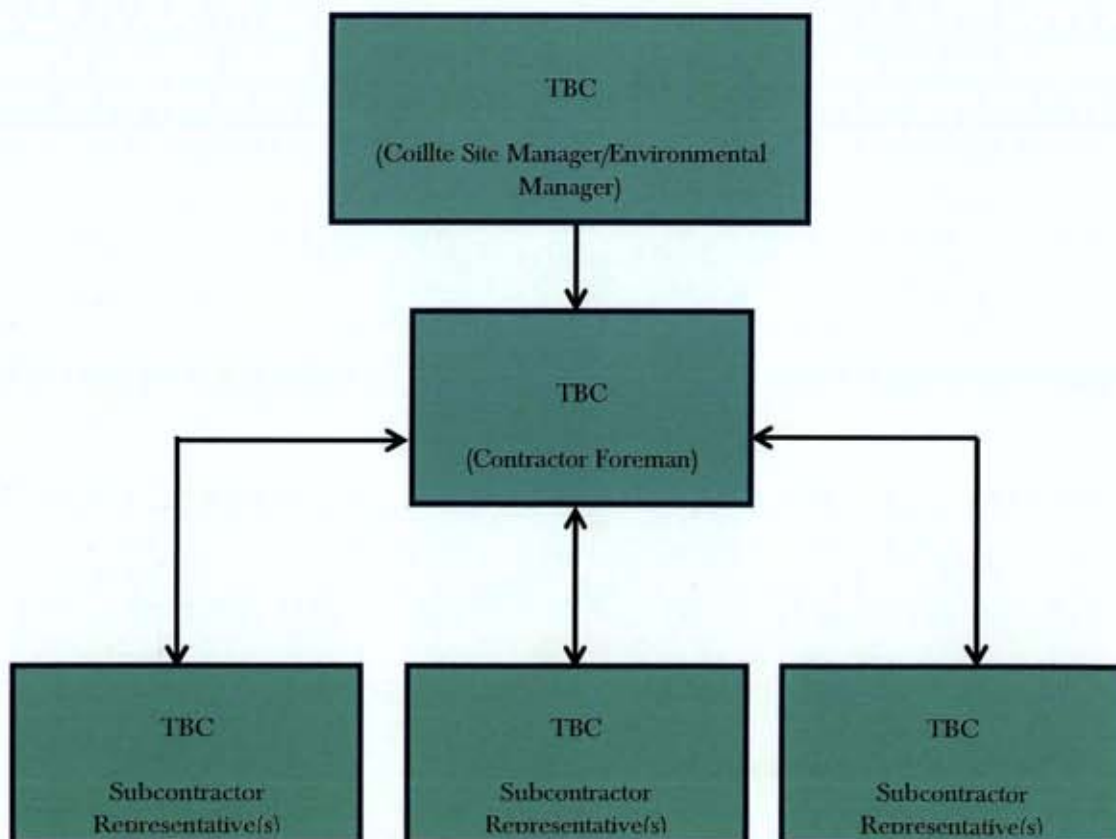 TBC
(Coillte Site Manager/Environmental
Manager)
TBC
(Contractor Foreman)
TBC
Subcontractor
Representative(s)
TBC
Subcontractor
Representative(s)
TBC
Subcontractor
Representative(s)